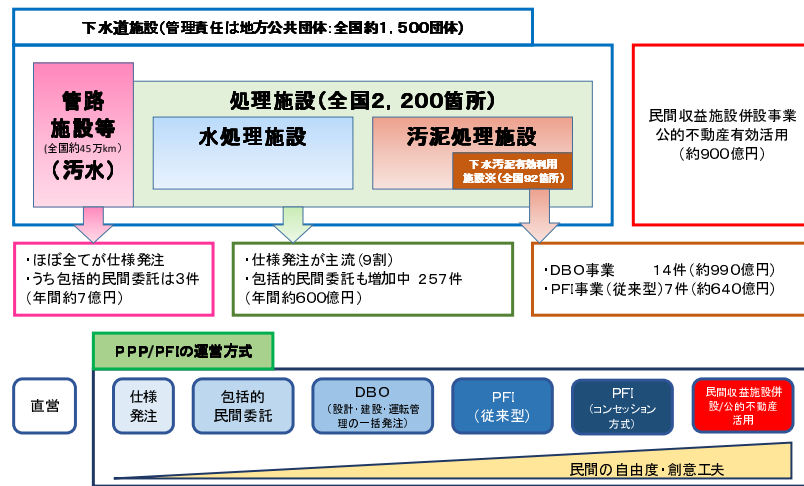 下水道施設(管理責任は地方公共団体:全国約1,500団体)
管路
施設等
(全国約45万km)
(汚水)
処理施設(全国2,200箇所)
水処理施設
汚泥処理施設
下水汚泥有効利用
施設※(全国92箇所)
民間収益施設併設事業
公的不動産有効活用
(約900億円)
・ほぼ全てが仕様発注
・うち包括的民間委託は3件
(年間約7億円)
・仕様発注が主流(9割)
・包括的民間委託も増加中 257件
(年間約600億円)
・DBO事業 14件(約990億円)
・PFI事業(従来型)7件(約640億円)
PPP/PFIの運営方式
直営
仕様
発注
包括的
民間委託
DBO
(設計・建設・運転管
理の一括発注)
PFI
(従来型)
PFI
(コンセッション
方式)
民間収益施設併
設/公的不動産
活用
民間の自由度・創意工夫